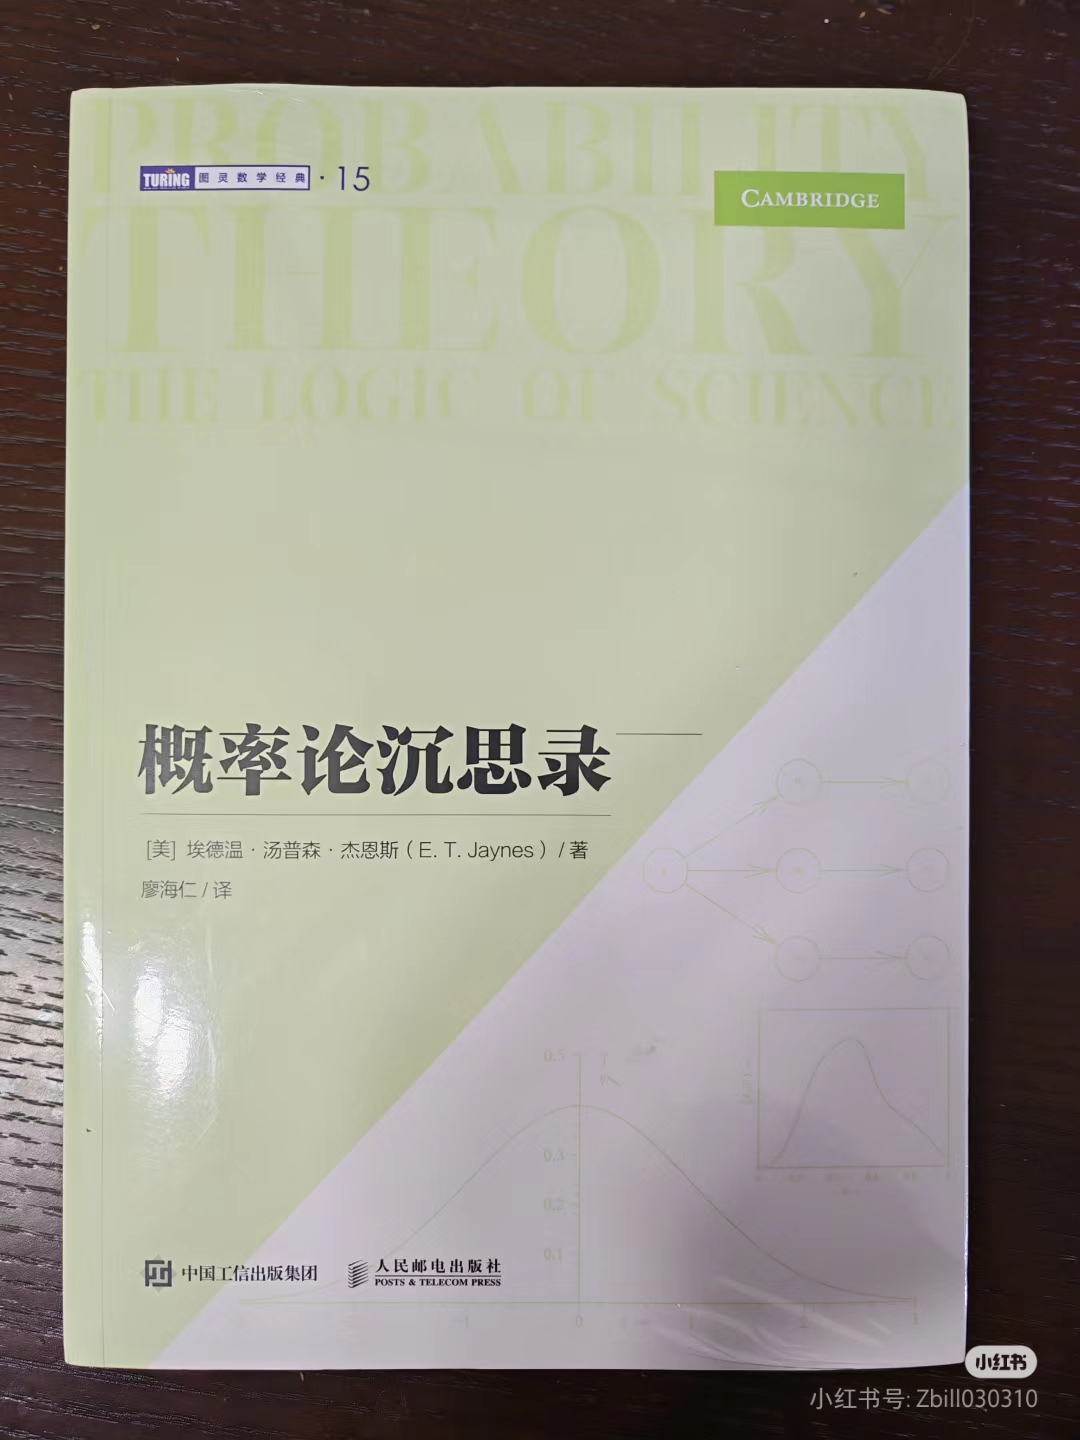 PROBABILITY
TURING 图灵数学经典 · 15
CAMBRIDGE
THEORY
THE LOGIC OF SCIENCE
概率论沉思录
[美] 埃德温·汤普森·杰恩斯（E. T. Jaynes）/ 著
廖海仁 / 译
0.5
0.3
0.2
0.1
-1 0 1 2 3
中国工信出版集团 人民邮电出版社
POSTS & TELECOM PRESS
小红书
小红书号: Zbill030310